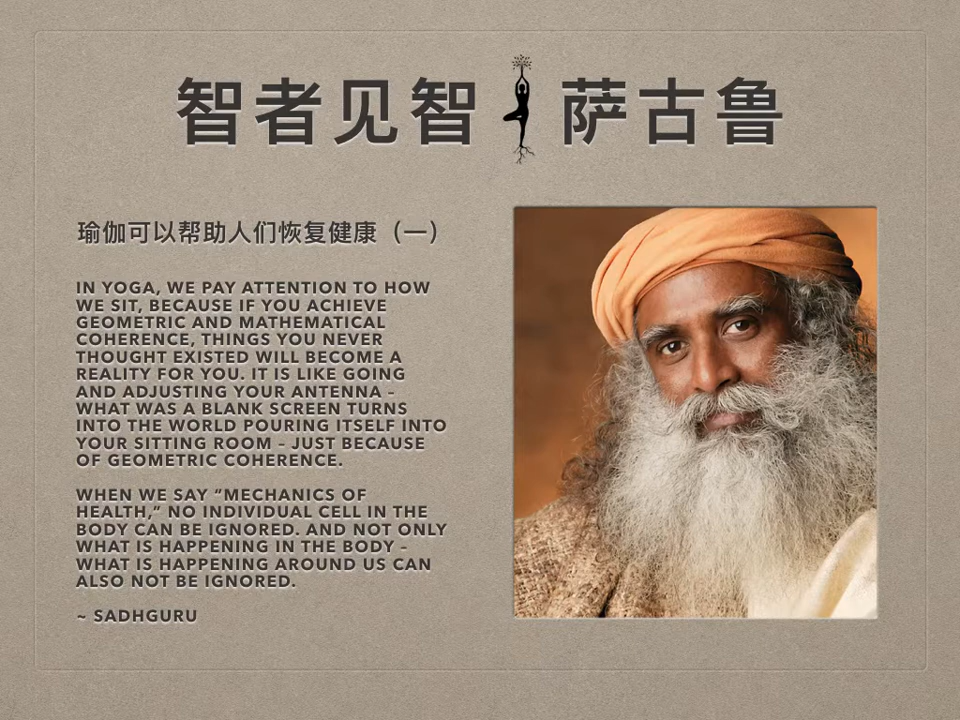 智者见智 萨古鲁
瑜伽可以帮助人们恢复健康（一）
IN YOGA, WE PAY ATTENTION TO HOW
WE SIT, BECAUSE IF YOU ACHIEVE
GEOMETRIC AND MATHEMATICAL
COHERENCE, THINGS YOU NEVER
THOUGHT EXISTED WILL BECOME A
REALITY FOR YOU. IT IS LIKE GOING
AND ADJUSTING YOUR ANTENNA –
WHAT WAS A BLANK SCREEN TURNS
INTO THE WORLD POURING ITSELF INTO
YOUR SITTING ROOM – JUST BECAUSE
OF GEOMETRIC COHERENCE.
WHEN WE SAY “MECHANICS OF
HEALTH,” NO INDIVIDUAL CELL IN THE
BODY CAN BE IGNORED. AND NOT ONLY
WHAT IS HAPPENING IN THE BODY –
WHAT IS HAPPENING AROUND US CAN
ALSO NOT BE IGNORED.
~ SADHGURU